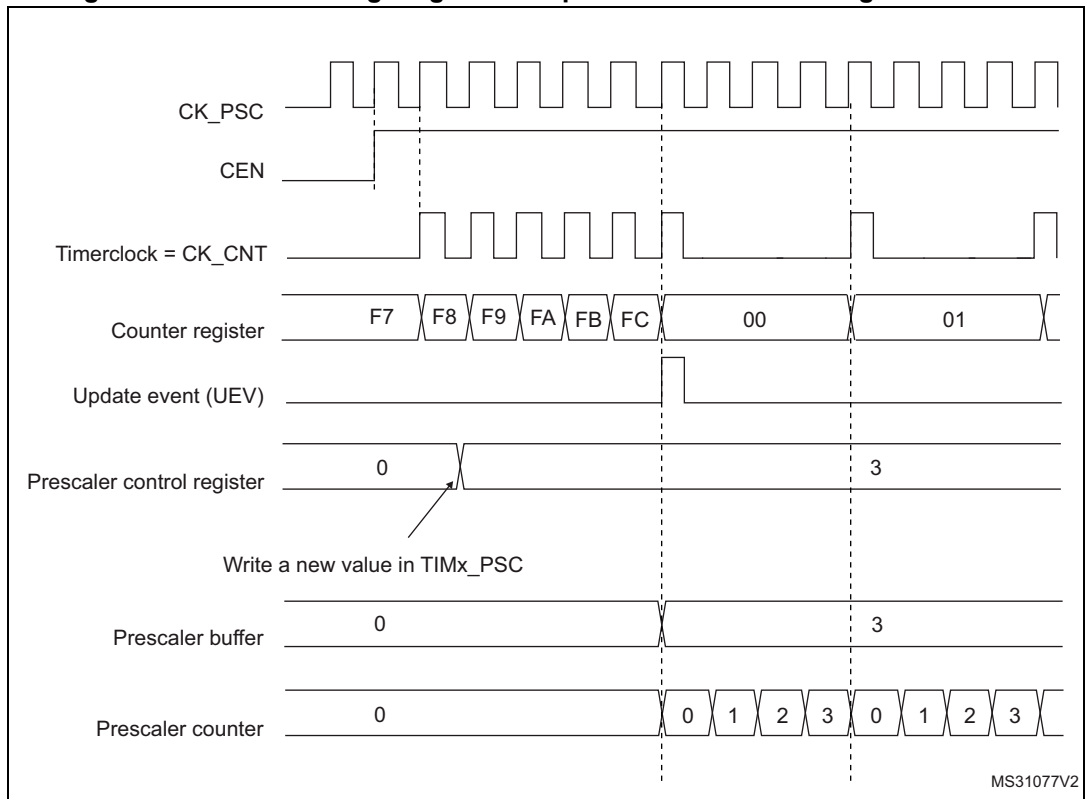 CK_PSC
CEN
Timerclock = CK_CNT
Counter register F7 F8 F9 FA FB FC 00 01
Update event (UEV)
Prescaler control register 0 3
Write a new value in TIMx_PSC
Prescaler buffer 0 3
Prescaler counter 0 0 1 2 3 0 1 2 3
MS31077V2